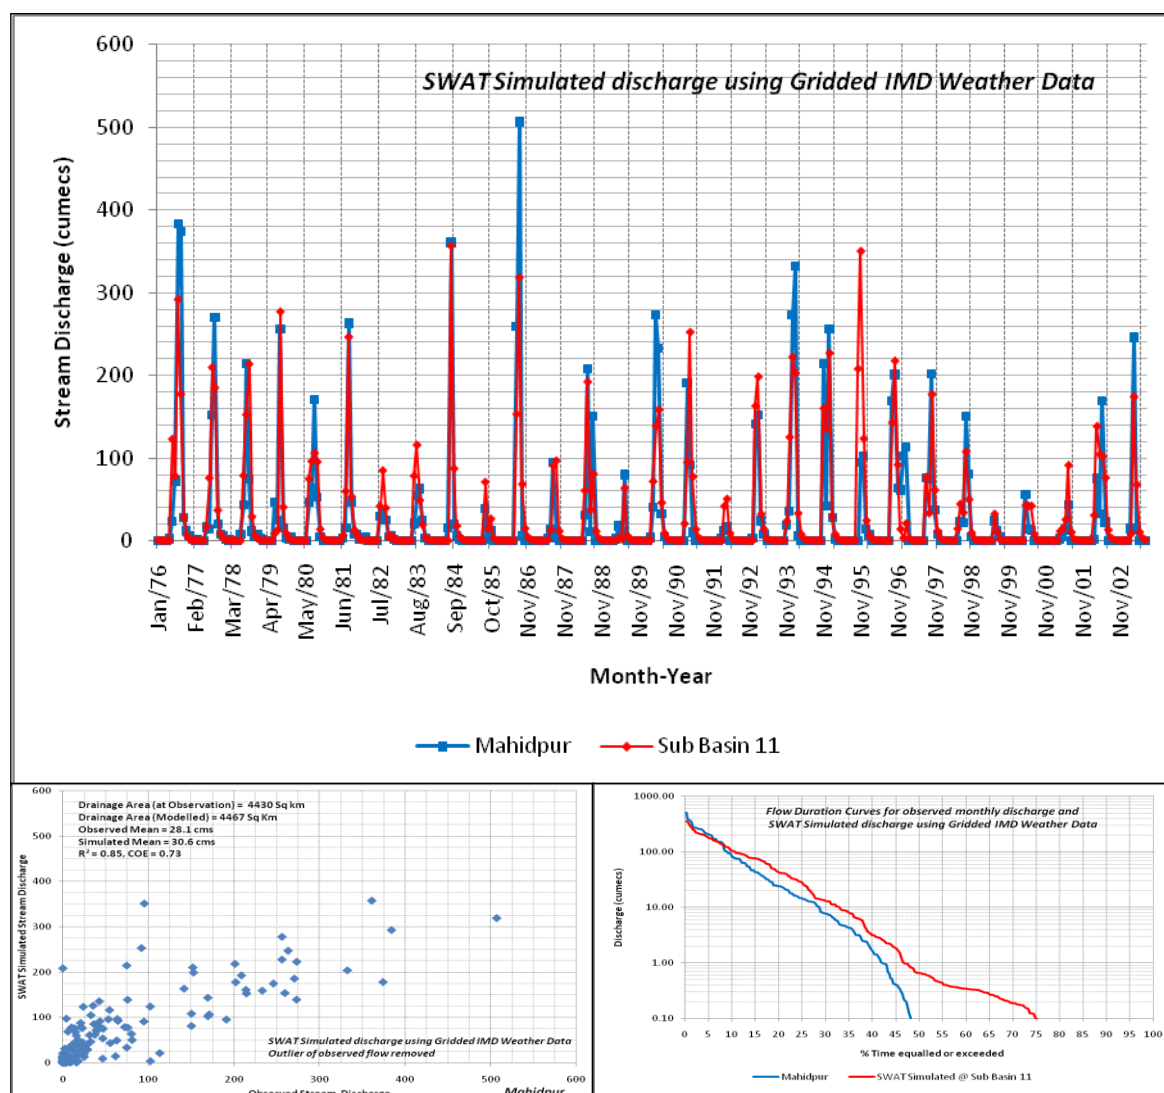 SWAT Simulated discharge using Gridded IMD Weather Data
600
500
400
300
200
100
0
Stream Discharge (cumecs)
Jan/76
Feb/77
Mar/78
Apr/79
May/80
Jun/81
Jul/82
Aug/83
Sep/84
Oct/85
Nov/86
Nov/87
Nov/88
Nov/89
Nov/90
Nov/91
Nov/92
Nov/93
Nov/94
Nov/95
Nov/96
Nov/97
Nov/98
Nov/99
Nov/00
Nov/01
Nov/02
Month-Year
Mahidpur
Sub Basin 11
600
500
400
300
200
100
0
SWAT Simulated Stream Discharge
Drainage Area (at Observation) = 4430 Sq km
Drainage Area (Modelled) = 4467 Sq Km
Observed Mean = 28.1 cms
Simulated Mean = 30.6 cms
R² = 0.85, COE = 0.73
SWAT Simulated discharge using Gridded IMD Weather Data
Outlier of observed flow removed
0 100 200 300 400 500 600
Observed Stream Discharge
Mahidpur
1000.00
100.00
10.00
1.00
0.10
Discharge (cumecs)
Flow Duration Curves for observed monthly discharge and
SWAT Simulated discharge using Gridded IMD Weather Data
0 5 10 15 20 25 30 35 40 45 50 55 60 65 70 75 80 85 90 95 100
% Time equalled or exceeded
Mahidpur
SWAT Simulated @ Sub Basin 11